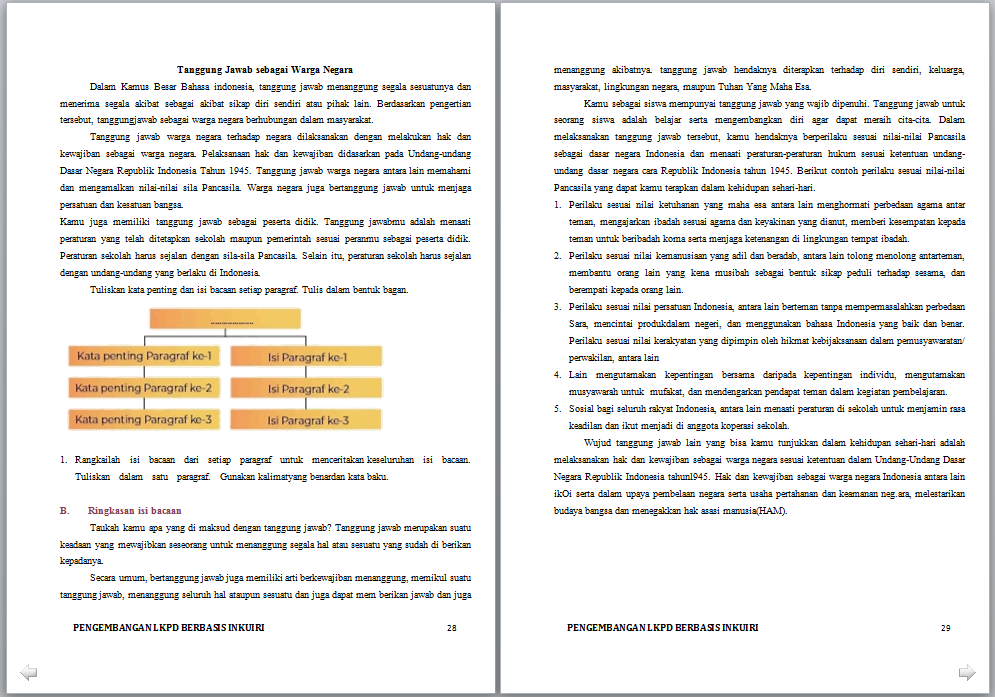 Tanggung Jawab sebagai Warga Negara
Dalam Kamus Besar Bahasa indonesia, tanggung jawab menanggung segala sesuatunya dan
menerima segala akibat sebagai akibat sikap diri sendiri atau pihak lain. Berdasarkan pengertian
tersebut, tanggungjawab sebagai warga negara berhubungan dalam masyarakat.
Tanggung jawab warga negara terhadap negara dilaksanakan dengan melakukan hak dan
kewajiban sebagai warga negara. Pelaksanaan hak dan kewajiban didasarkan pada Undang-undang
Dasar Negara Republik Indonesia Tahun 1945. Tanggung jawab warga negara antara lain memahami
dan mengamalkan nilai-nilai sila Pancasila. Warga negara juga bertanggung jawab untuk menjaga
persatuan dan kesatuan bangsa.
Kamu juga memiliki tanggung jawab sebagai peserta didik. Tanggung jawabmu adalah menaati
peraturan yang telah ditetapkan sekolah maupun pemerintah sesuai peranmu sebagai peserta didik.
Peraturan sekolah harus sejalan dengan sila-sila Pancasila. Selain itu, peraturan sekolah harus sejalan
dengan undang-undang yang berlaku di Indonesia.
Tuliskan kata penting dan isi bacaan setiap paragraf. Tulis dalam bentuk bagan.
....................
Kata penting Paragraf ke-1 Isi Paragraf ke-1
Kata penting Paragraf ke-2 Isi Paragraf ke-2
Kata penting Paragraf ke-3 Isi Paragraf ke-3
1. Rangkailah isi bacaan dari setiap paragraf untuk menceritakan keseluruhan isi bacaan.
Tuliskan dalam satu paragraf. Gunakan kalimatyang benardan kata baku.
B. Ringkasan isi bacaan
Taukah kamu apa yang di maksud dengan tanggung jawab? Tanggung jawab merupakan suatu
keadaan yang mewajibkan seseorang untuk menanggung segala hal atau sesuatu yang sudah di berikan
kepadanya.
Secara umum, bertanggung jawab juga memiliki arti berkewajiban menanggung, memikul suatu
tanggung jawab, menanggung seluruh hal ataupun sesuatu dan juga dapat mem berikan jawab dan juga
PENGEMBANGAN LKPD BERBASIS INKUIRI 28
menanggung akibatnya. tanggung jawab hendaknya diterapkan terhadap diri sendiri, keluarga,
masyarakat, lingkungan negara, maupun Tuhan Yang Maha Esa.
Kamu sebagai siswa mempunyai tanggung jawab yang wajib dipenuhi. Tanggung jawab untuk
seorang siswa adalah belajar serta mengembangkan diri agar dapat meraih cita-cita. Dalam
melaksanakan tanggung jawab tersebut, kamu hendaknya berperilaku sesuai nilai-nilai Pancasila
sebagai dasar negara Indonesia dan menaati peraturan-peraturan hukum sesuai ketentuan undang-
undang dasar negara cara Republik Indonesia tahun 1945. Berikut contoh perilaku sesuai nilai-nilai
Pancasila yang dapat kamu terapkan dalam kehidupan sehari-hari.
1. Perilaku sesuai nilai ketuhanan yang maha esa antara lain menghormati perbedaan agama antar
teman, mengajarkan ibadah sesuai agama dan keyakinan yang dianut, memberi kesempatan kepada
teman untuk beribadah koma serta menjaga ketenangan di lingkungan tempat ibadah.
2. Perilaku sesuai nilai kemanusiaan yang adil dan beradab, antara lain tolong menolong antarteman,
membantu orang lain yang kena musibah sebagai bentuk sikap peduli terhadap sesama, dan
berempati kepada orang lain.
3. Perilaku sesuai nilai persatuan Indonesia, antara lain berteman tanpa mempermasalahkan perbedaan
Sara, mencintai produkdalam negeri, dan menggunakan bahasa Indonesia yang baik dan benar.
Perilaku sesuai nilai kerakyatan yang dipimpin oleh hikmat kebijaksanaan dalam pemusyawaratan/
perwakilan, antara lain
4. Lain mengutamakan kepentingan bersama daripada kepentingan individu, mengutamakan
musyawarah untuk mufakat, dan mendengarkan pendapat teman dalam kegiatan pembelajaran.
5. Sosial bagi seluruh rakyat Indonesia, antara lain menaati peraturan di sekolah untuk menjamin rasa
keadilan dan ikut menjadi di anggota koperasi sekolah.
Wujud tanggung jawab lain yang bisa kamu tunjukkan dalam kehidupan sehari-hari adalah
melaksanakan hak dan kewajiban sebagai warga negara sesuai ketentuan dalam Undang-Undang Dasar
Negara Republik Indonesia tahun1945. Hak dan kewajiban sebagai warga negara Indonesia antara lain
ikOi serta dalam upaya pembelaan negara serta usaha pertahanan dan keamanan neg.ara, melestarikan
budaya bangsa dan menegakkan hak asasi manusia(HAM).
PENGEMBANGAN LKPD BERBASIS INKUIRI 29